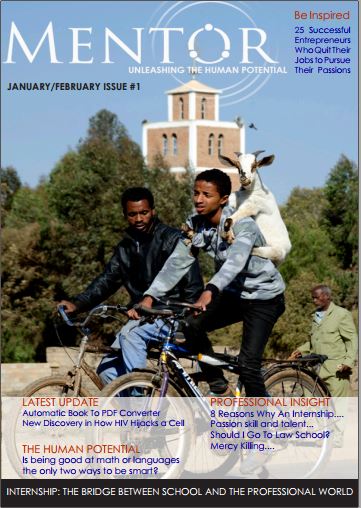 MENTOR
UNLEASHING THE HUMAN POTENTIAL
JANUARY/FEBRUARY ISSUE #1
Be Inspired
25 Successful
Entrepreneurs
Who Quit Their
Jobs to Pursue
Their Passions
LATEST UPDATE
Automatic Book To PDF Converter
New Discovery in How HIV Hijacks a Cell
THE HUMAN POTENTIAL
Is being good at math or languages
the only two ways to be smart?
PROFESSIONAL INSIGHT
8 Reasons Why An Internship....
Passion skill and talent...
Should I Go To Law School?
Mercy Killing....
INTERNSHIP: THE BRIDGE BETWEEN SCHOOL AND THE PROFESSIONAL WORLD